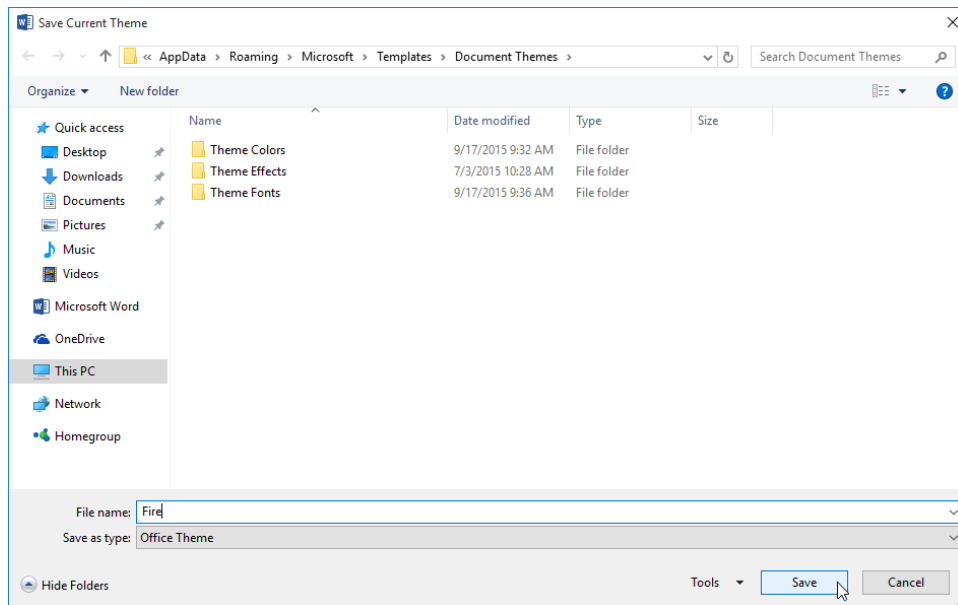 Save Current Theme
« AppData › Roaming › Microsoft › Templates › Document Themes ›
Search Document Themes
Organize
New folder
Name Date modified Type Size
Quick access
Desktop
Downloads
Documents
Pictures
Music
Videos
Microsoft Word
OneDrive
This PC
Network
Homegroup
Theme Colors 9/17/2015 9:32 AM File folder
Theme Effects 7/3/2015 10:28 AM File folder
Theme Fonts 9/17/2015 9:36 AM File folder
File name: Fire
Save as type: Office Theme
Hide Folders
Tools
Save
Cancel